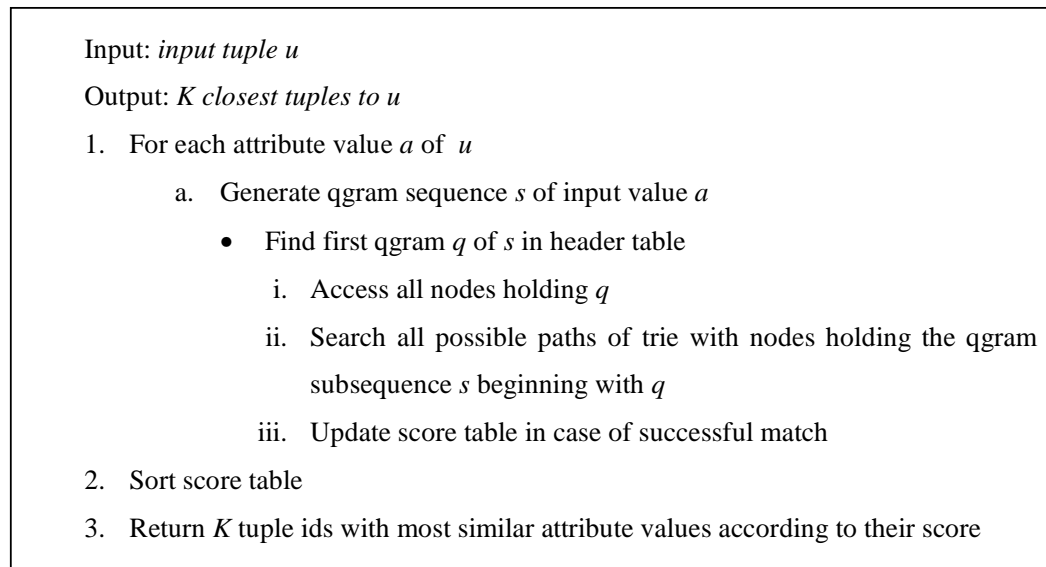 Input: input tuple u
Output: K closest tuples to u
1. For each attribute value a of u
a. Generate qgram sequence s of input value a
• Find first qgram q of s in header table
i. Access all nodes holding q
ii. Search all possible paths of trie with nodes holding the qgram
subsequence s beginning with q
iii. Update score table in case of successful match
2. Sort score table
3. Return K tuple ids with most similar attribute values according to their score